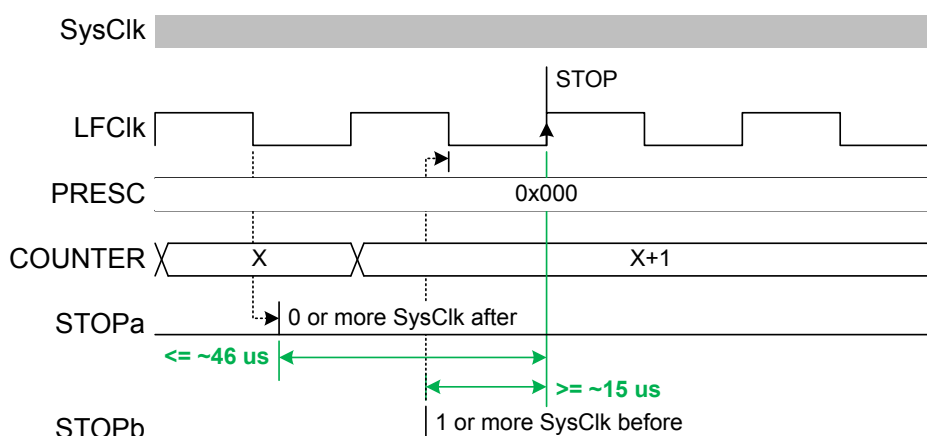 SysClk
STOP
LFClk
PRESC
0x000
COUNTER
X
X+1
STOPa
0 or more SysClk after
<= ~46 us
>= ~15 us
STOPb
1 or more SysClk before